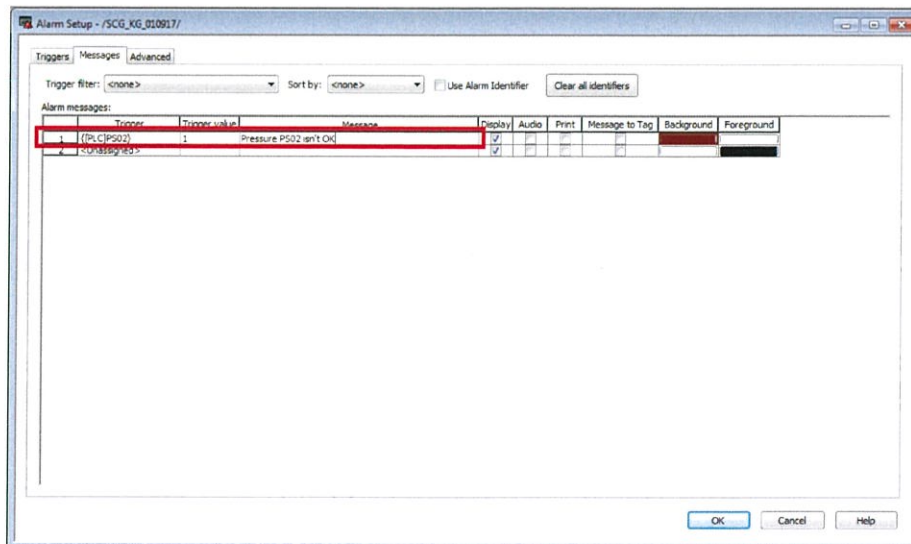 Alarm Setup - /SCG_KG_010917/
Triggers Messages Advanced
Trigger filter: <none> Sort by: <none> Use Alarm Identifier Clear all identifiers
Alarm messages:
Trigger Trigger value Message Display Audio Print Message to Tag Background Foreground
1 {[PLC]PS02} 1 Pressure PS02 isn't OK
2 <Unassigned>
OK Cancel Help